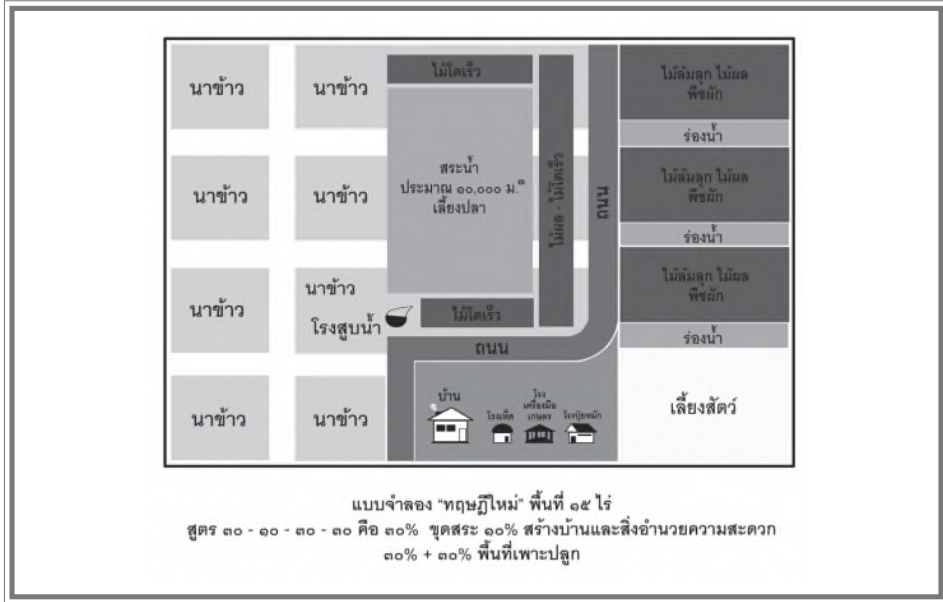 นาข้าว
นาข้าว
ไม้โตเร็ว
ไม้ล้มลุก ไม้ผล
พืชผัก
ร่องน้ำ
สระน้ำ
ประมาณ ๑๐,๐๐๐ ม.๓
เลี้ยงปลา
ไม้ผล - ไม้โตเร็ว
ถนน
นาข้าว
นาข้าว
ไม้ล้มลุก ไม้ผล
พืชผัก
ร่องน้ำ
นาข้าว
นาข้าว
โรงสูบน้ำ
ไม้โตเร็ว
ถนน
ไม้ล้มลุก ไม้ผล
พืชผัก
ร่องน้ำ
นาข้าว
นาข้าว
บ้าน
โรงเห็ด
โรง
เครื่องมือ
เกษตร
โรงปุ๋ยหมัก
เลี้ยงสัตว์
แบบจำลอง “ทฤษฎีใหม่” พื้นที่ ๑๕ ไร่
สูตร ๓๐ - ๑๐ - ๓๐ - ๓๐ คือ ๓๐% ขุดสระ ๑๐% สร้างบ้านและสิ่งอำนวยความสะดวก
๓๐% + ๓๐% พื้นที่เพาะปลูก